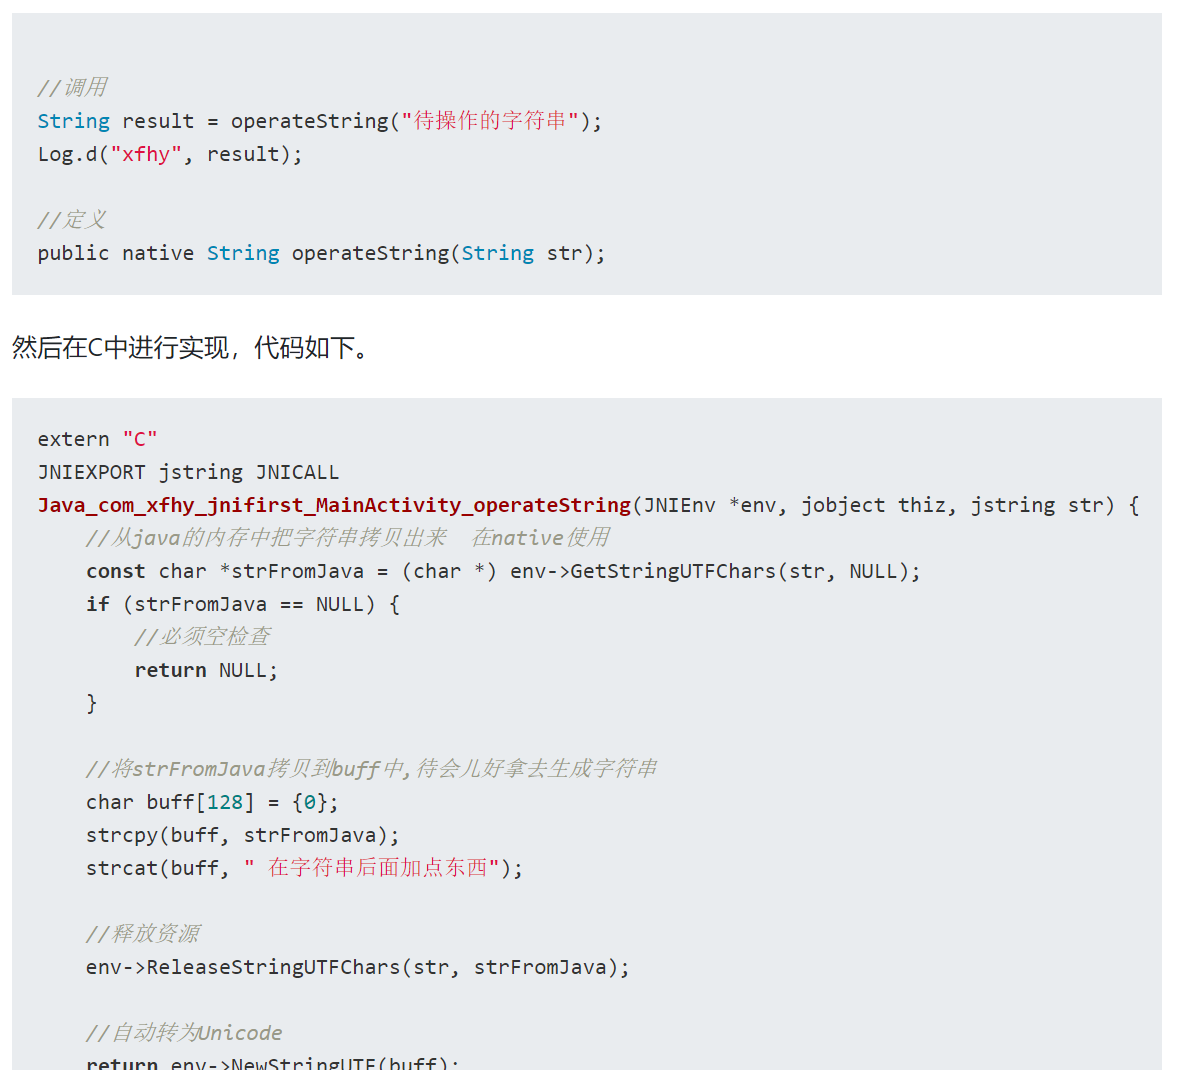 //调用
String result = operateString("待操作的字符串");
Log.d("xfhy", result);
//定义
public native String operateString(String str);
然后在C中进行实现，代码如下。
extern "C"
JNIEXPORT jstring JNICALL
Java_com_xfhy_jnifirst_MainActivity_operateString(JNIEnv *env, jobject thiz, jstring str) {
    //从java的内存中把字符串拷贝出来  在native使用
    const char *strFromJava = (char *) env->GetStringUTFChars(str, NULL);
    if (strFromJava == NULL) {
        //必须空检查
        return NULL;
    }
    //将strFromJava拷贝到buff中,待会儿好拿去生成字符串
    char buff[128] = {0};
    strcpy(buff, strFromJava);
    strcat(buff, " 在字符串后面加点东西");
    //释放资源
    env->ReleaseStringUTFChars(str, strFromJava);
    //自动转为Unicode
    return env->NewStringUTF(buff);